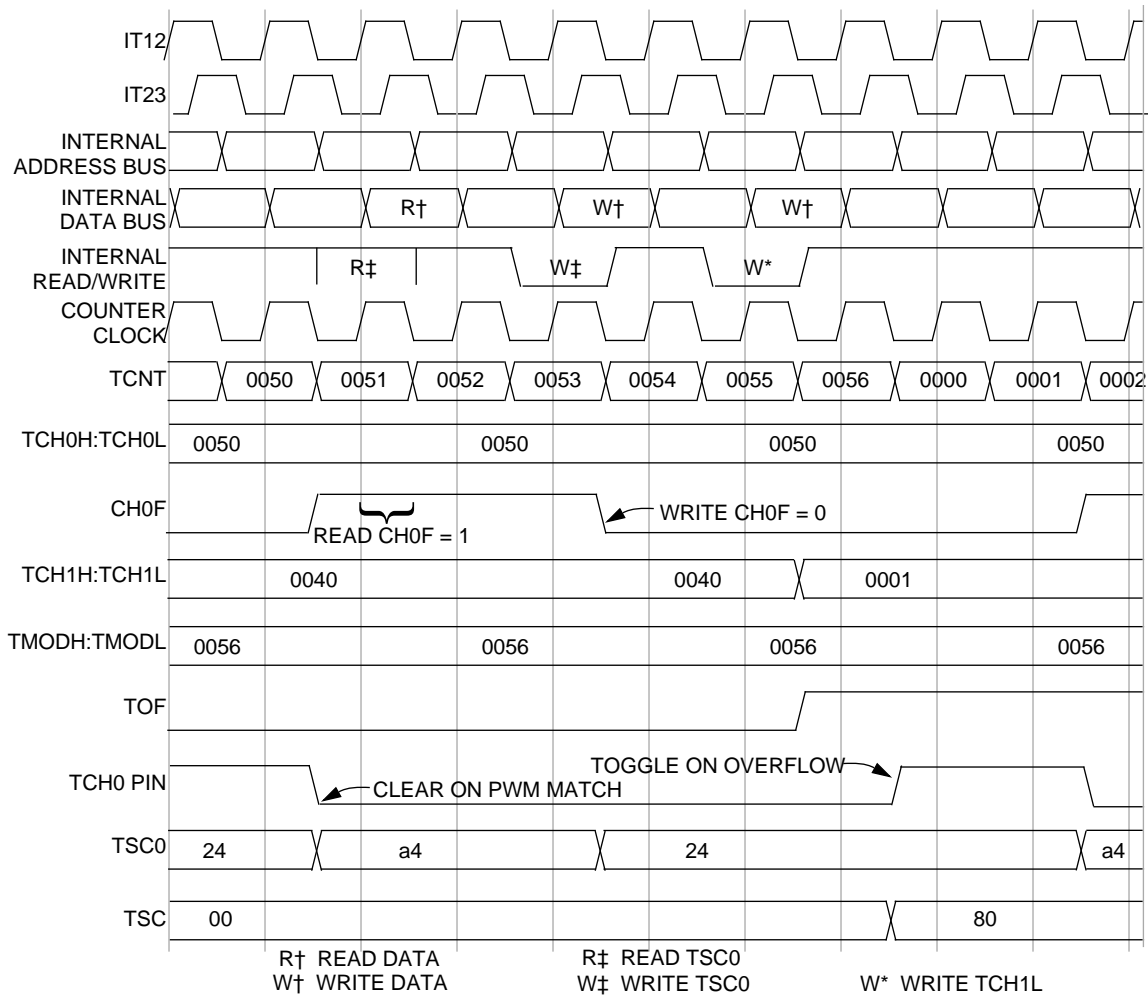 IT12
IT23
INTERNAL
ADDRESS BUS
INTERNAL
DATA BUS
R†
W†
W†
INTERNAL
READ/WRITE
R‡
W‡
W*
COUNTER
CLOCK
TCNT
0050
0051
0052
0053
0054
0055
0056
0000
0001
0002
TCH0H:TCH0L
0050
0050
0050
0050
CH0F
READ CH0F = 1
WRITE CH0F = 0
TCH1H:TCH1L
0040
0040
0001
TMODH:TMODL
0056
0056
0056
0056
TOF
TCH0 PIN
CLEAR ON PWM MATCH
TOGGLE ON OVERFLOW
TSC0
24
a4
24
a4
TSC
00
80
R† READ DATA
W† WRITE DATA
R‡ READ TSC0
W‡ WRITE TSC0
W* WRITE TCH1L